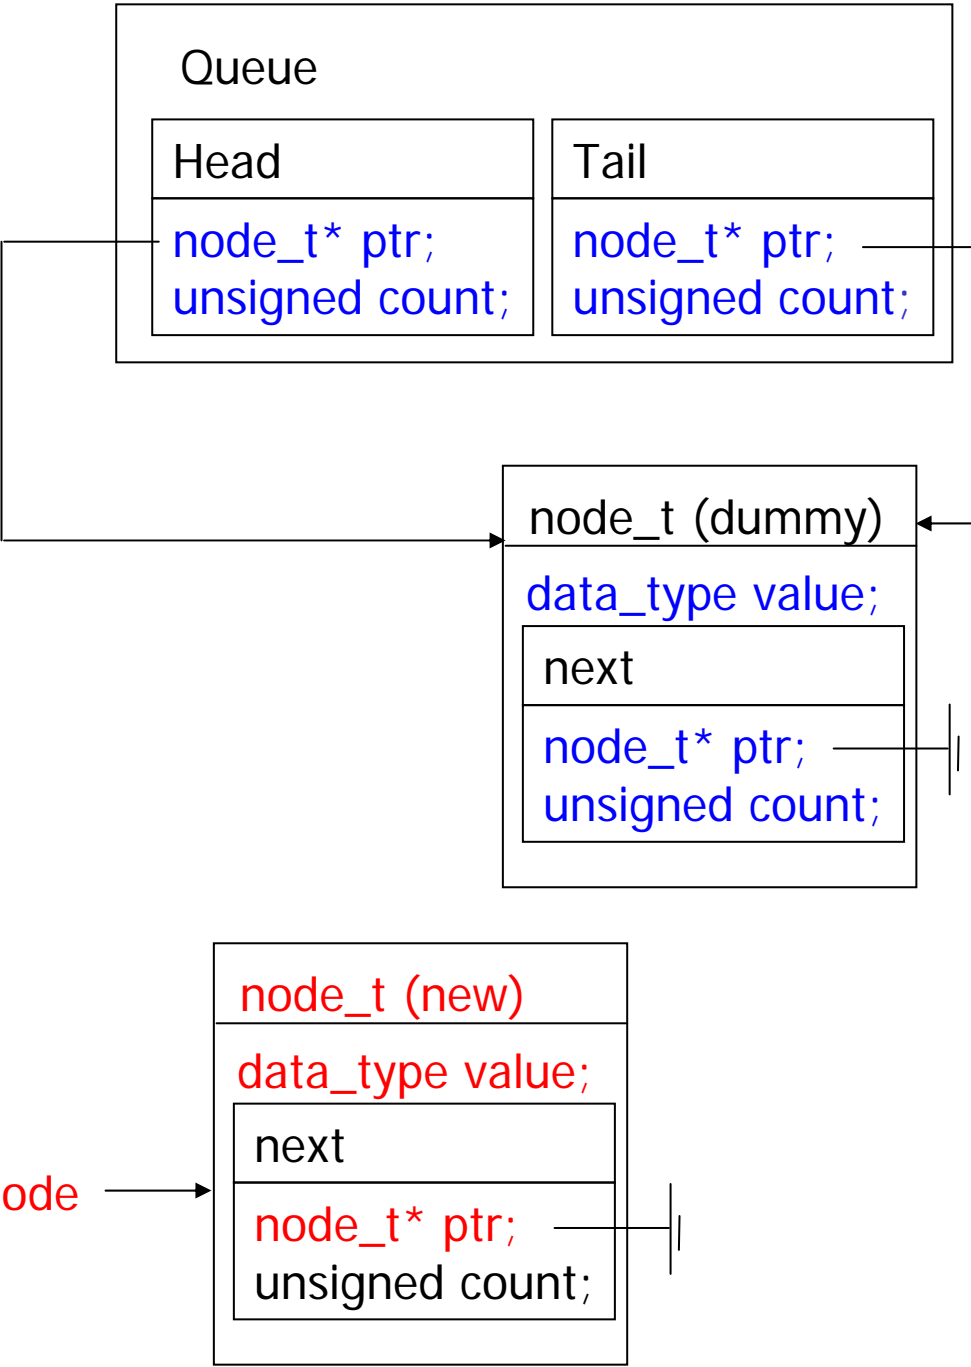 Queue
Head
node_t* ptr;
unsigned count;
Tail
node_t* ptr;
unsigned count;
node_t (dummy)
data_type value;
next
node_t* ptr;
unsigned count;
node_t (new)
data_type value;
next
ode
node_t* ptr;
unsigned count;